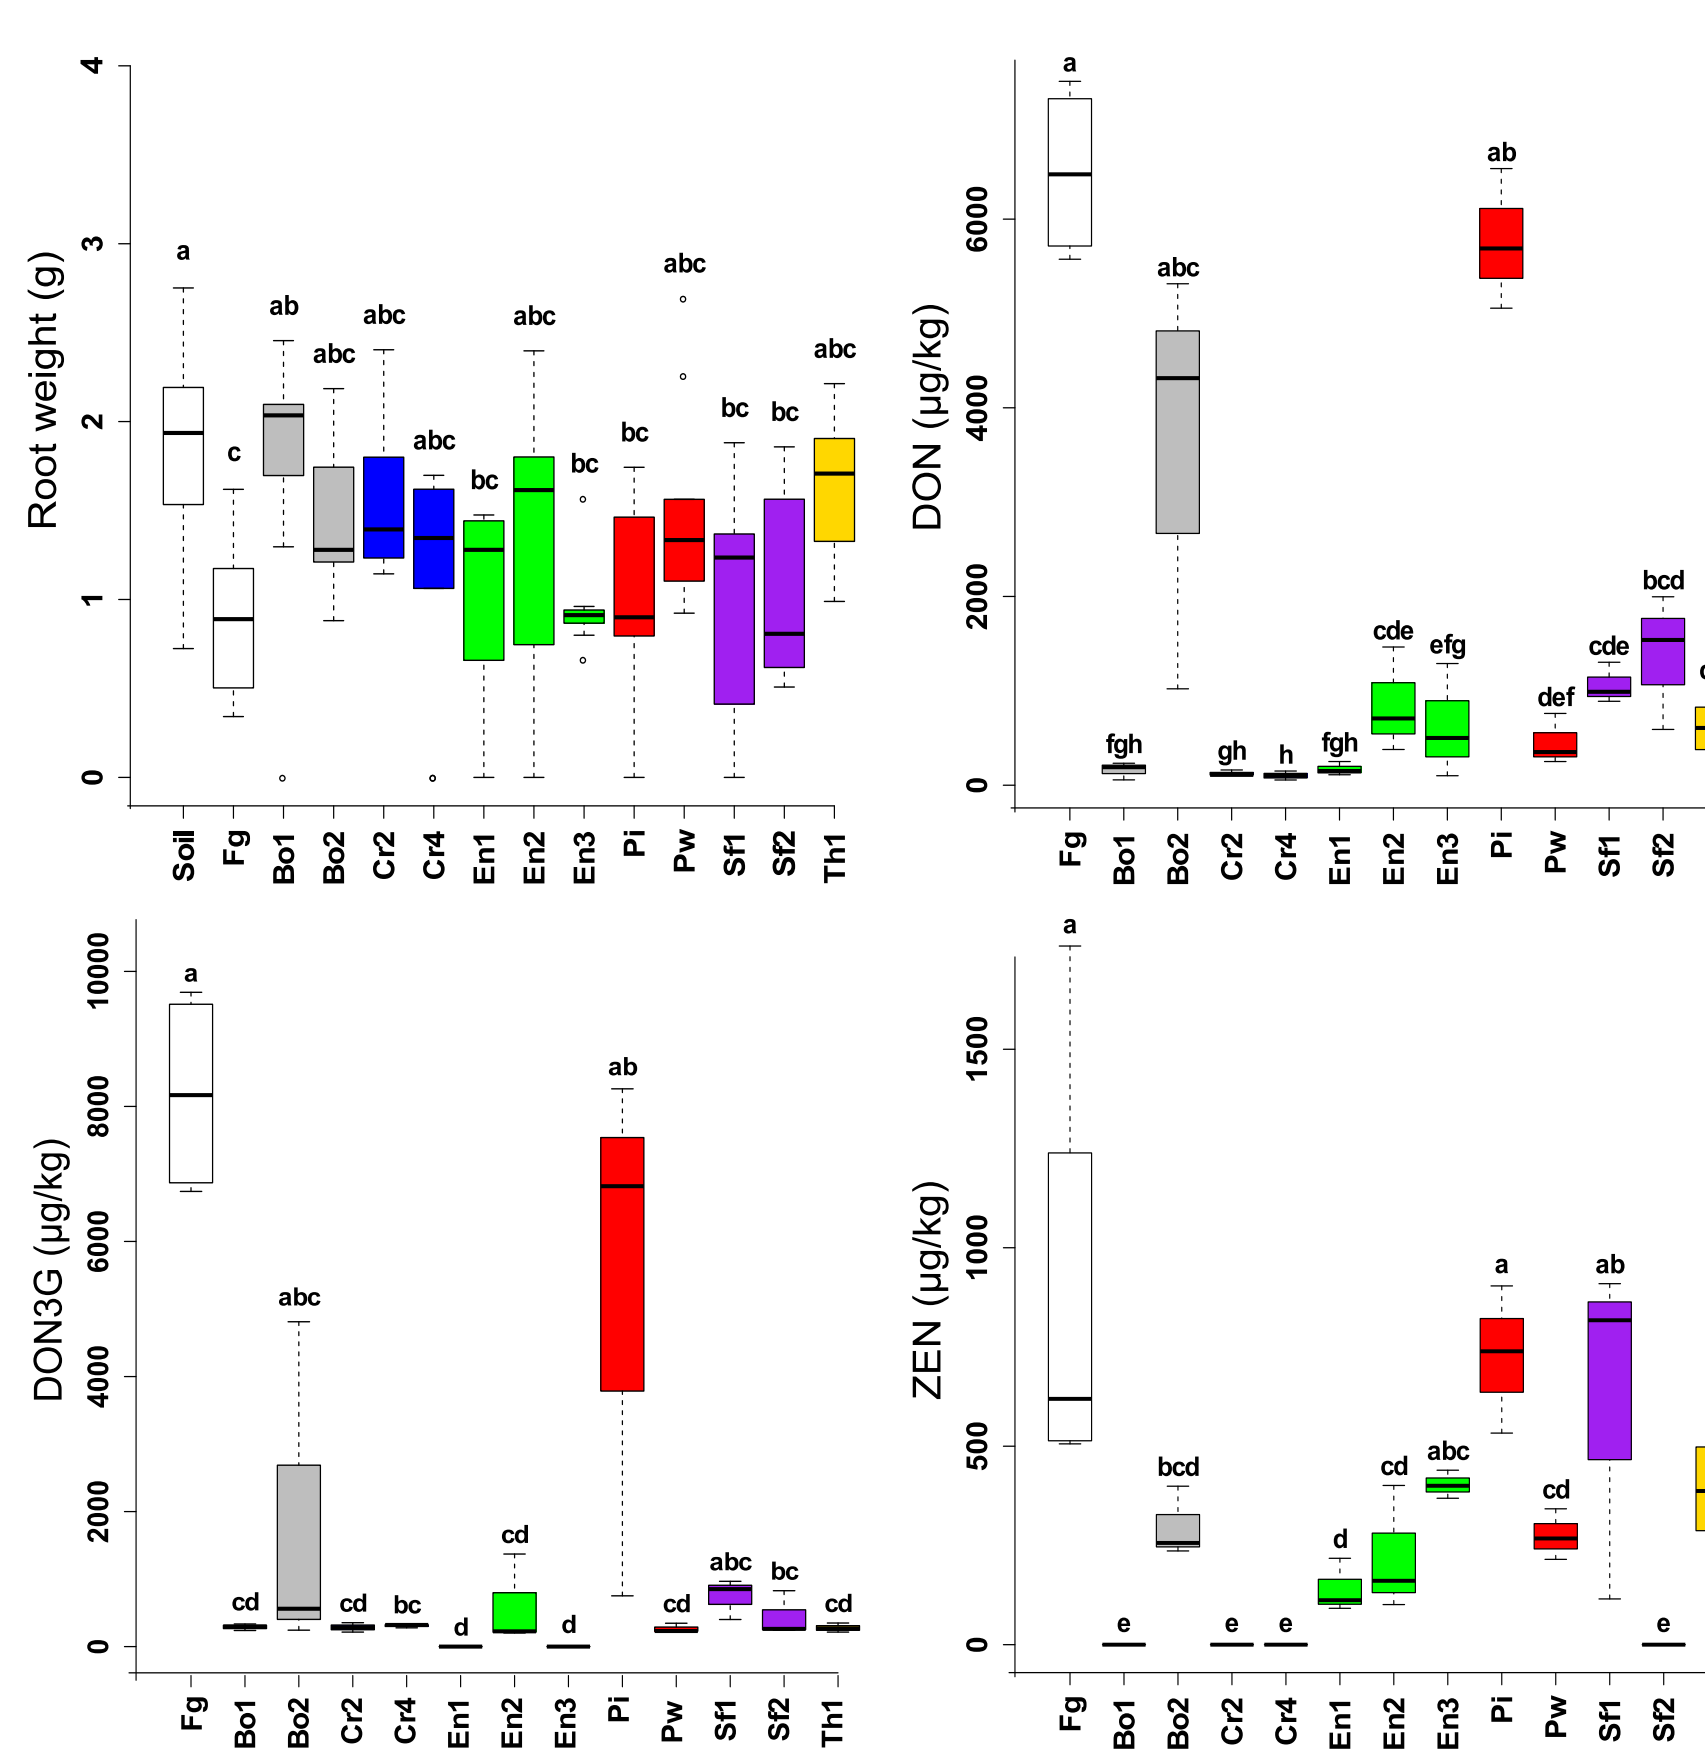 Root weight (g)
4
3
2
1
0
a
c
ab
abc
abc
abc
bc
abc
bc
bc
abc
bc
bc
abc
Soil
Fg
Bo1
Bo2
Cr2
Cr4
En1
En2
En3
Pi
Pw
Sf1
Sf2
Th1
DON (µg/kg)
6000
4000
2000
0
a
fgh
abc
gh
h
fgh
cde
efg
ab
def
cde
bcd
Fg
Bo1
Bo2
Cr2
Cr4
En1
En2
En3
Pi
Pw
Sf1
Sf2
DON3G (µg/kg)
10000
8000
6000
4000
2000
0
a
cd
abc
cd
bc
d
cd
d
ab
cd
abc
bc
cd
Fg
Bo1
Bo2
Cr2
Cr4
En1
En2
En3
Pi
Pw
Sf1
Sf2
Th1
ZEN (µg/kg)
1500
1000
500
0
a
e
bcd
e
e
d
cd
abc
a
cd
ab
e
Fg
Bo1
Bo2
Cr2
Cr4
En1
En2
En3
Pi
Pw
Sf1
Sf2